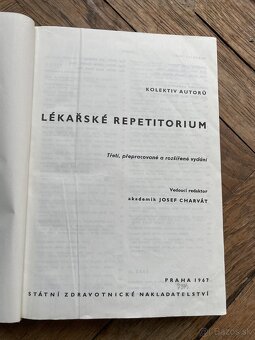 KOLEKTIV AUTORŮ
LÉKAŘSKÉ REPETITORIUM
Třetí, přepracované a rozšířené vydání
Vedoucí redaktor
akademik JOSEF CHARVÁT
PRAHA 1967
STÁTNÍ ZDRAVOTNICKÉ NAKLADATELSTVÍ